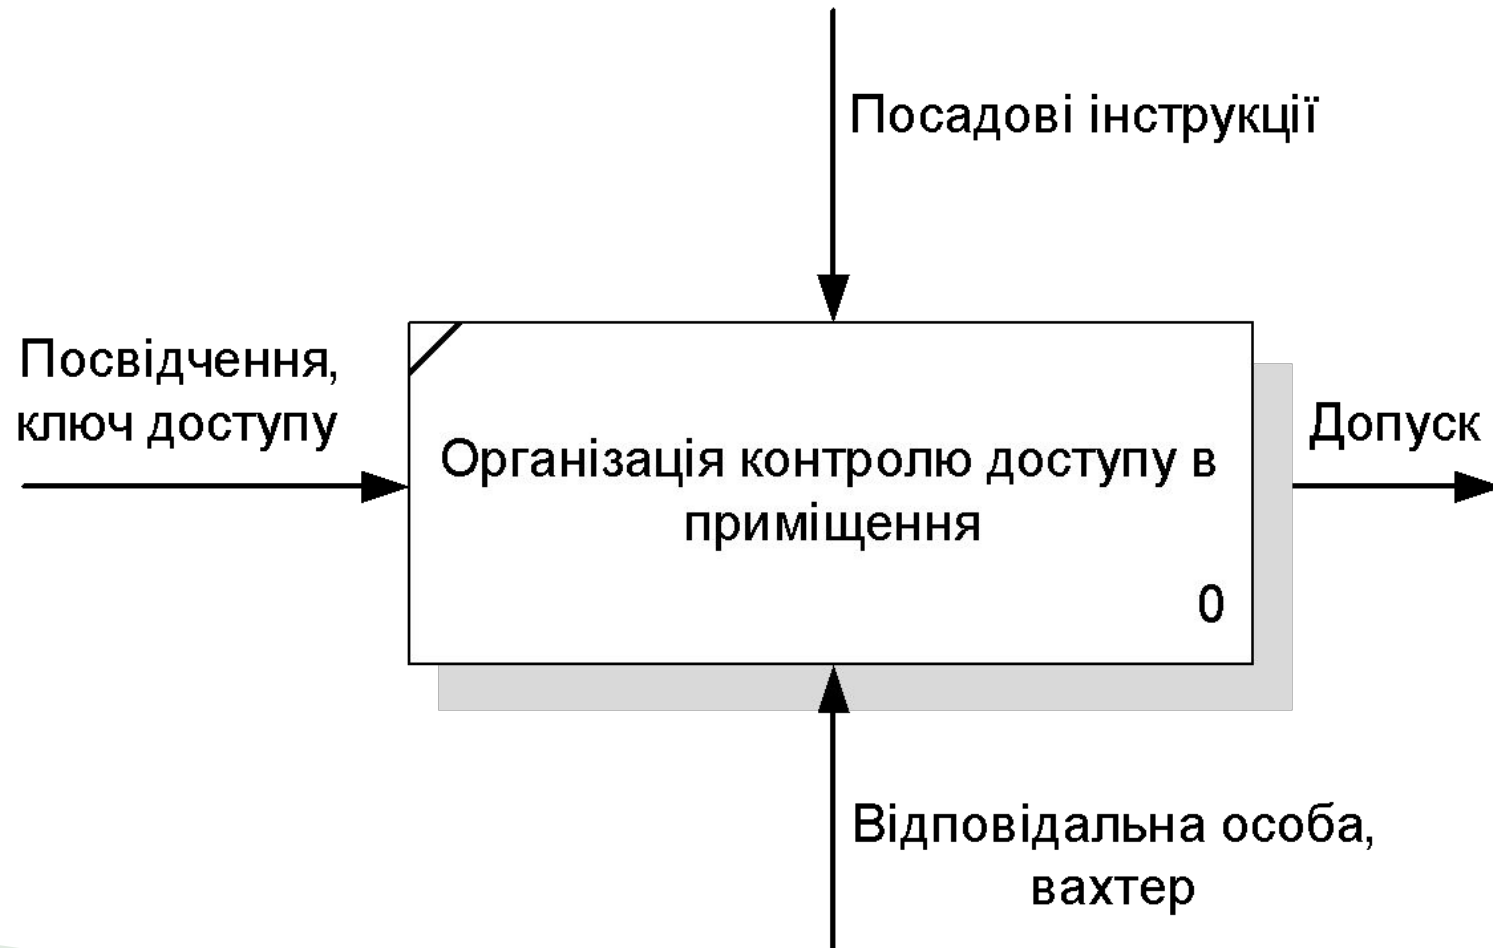 Посадові інструкції
Посвідчення,
ключ доступу
Допуск
Організація контролю доступу в
приміщення
0
Відповідальна особа,
вахтер